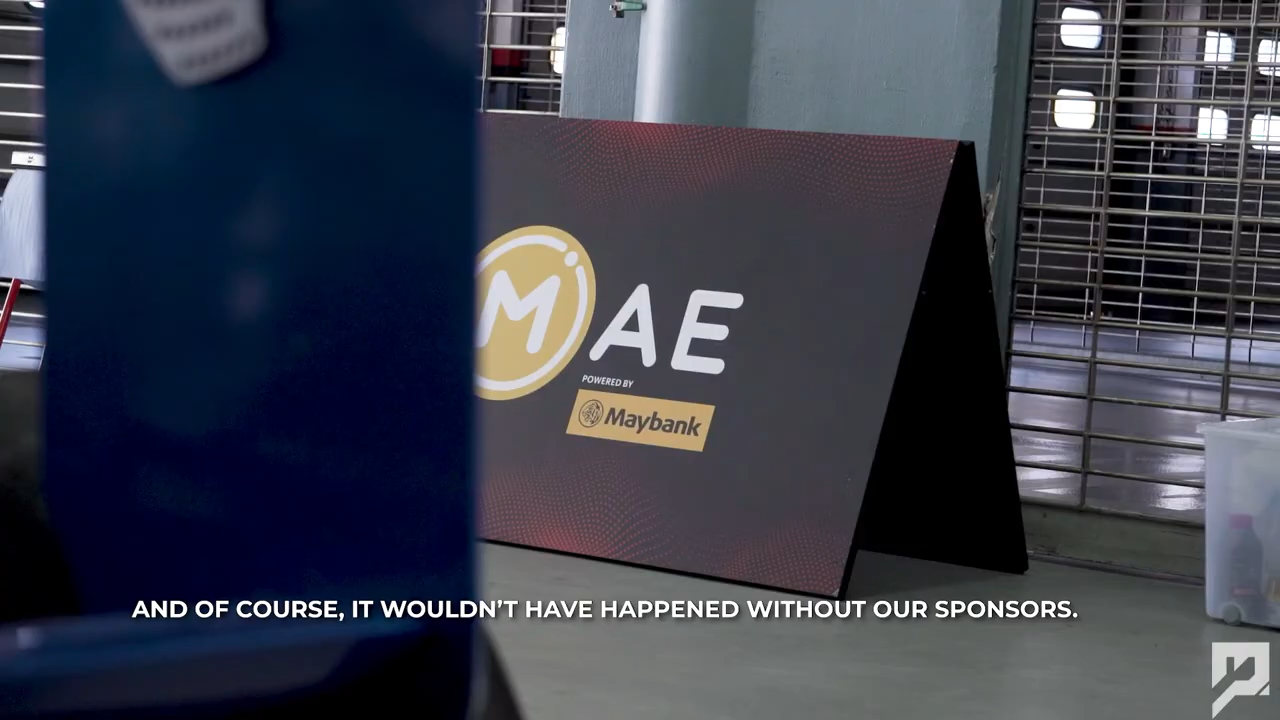 MAE
POWERED BY
Maybank
AND OF COURSE, IT WOULDN'T HAVE HAPPENED WITHOUT OUR SPONSORS.